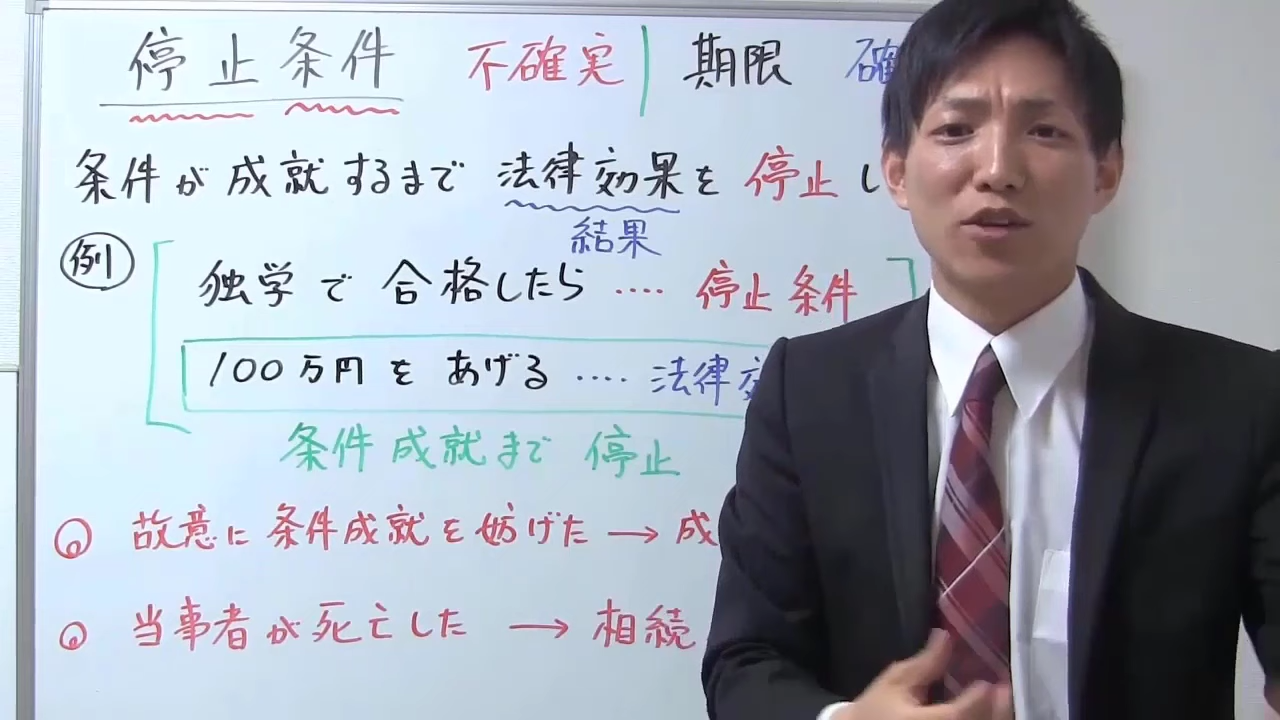 停止条件 不確実 期限 確
条件が成就するまで 法律効果を 停止し
結果
例
独学で 合格したら ‥‥ 停止条件
100万円を あげる ‥‥ 法律
条件成就まで 停止
故意に条件成就を妨げた → 成
当事者が死亡した → 相続